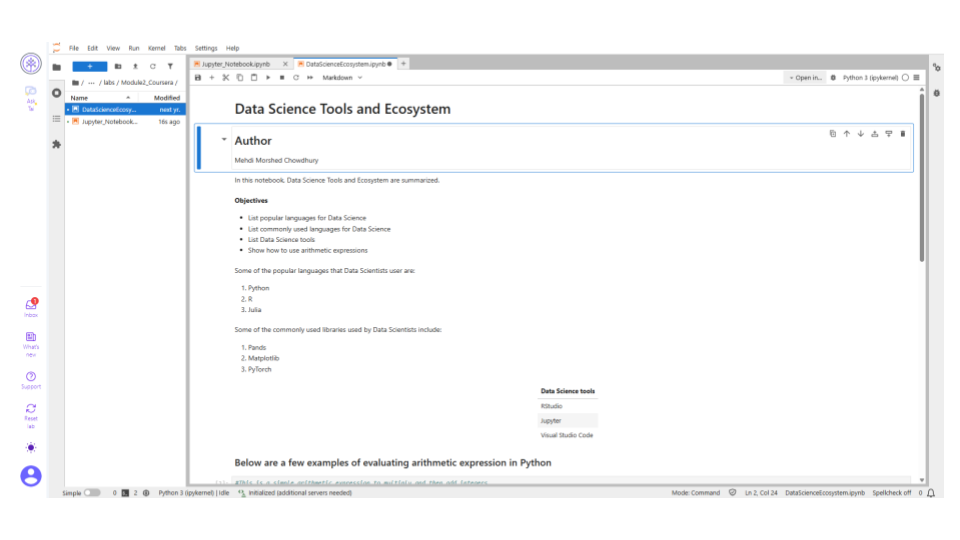 File Edit View Run Kernel Tabs Settings Help
Jupyter_Notebook.ipynb × DataScienceEcosystem.ipynb +
Markdown
Open in... Python 3 (ipykernel)
/ ··· / labs / Module2_Coursera /
Name Modified
DataScienceEcosy... next yr.
Jupyter_Notebook... 16s ago
Data Science Tools and Ecosystem
Author
Mehdi Morshed Chowdhury
In this notebook, Data Science Tools and Ecosystem are summarized.
Objectives
• List popular languages for Data Science
• List commonly used languages for Data Science
• List Data Science tools
• Show how to use arithmetic expressions
Some of the popular languages that Data Scientists user are:
1. Python
2. R
3. Julia
Some of the commonly used libraries used by Data Scientists include:
1. Pands
2. Matplotlib
3. PyTorch
Data Science tools
RStudio
Jupyter
Visual Studio Code
Below are a few examples of evaluating arithmetic expression in Python
#This is a simple arithmetic expression to multiply and then add integers
1
Inbox
What's
new
Support
Reset
lab
Simple 0 2 Python 3 (ipykernel) | Idle Initialized (additional servers needed)
Mode: Command Ln 2, Col 24 DataScienceEcosystem.ipynb Spellcheck off 0